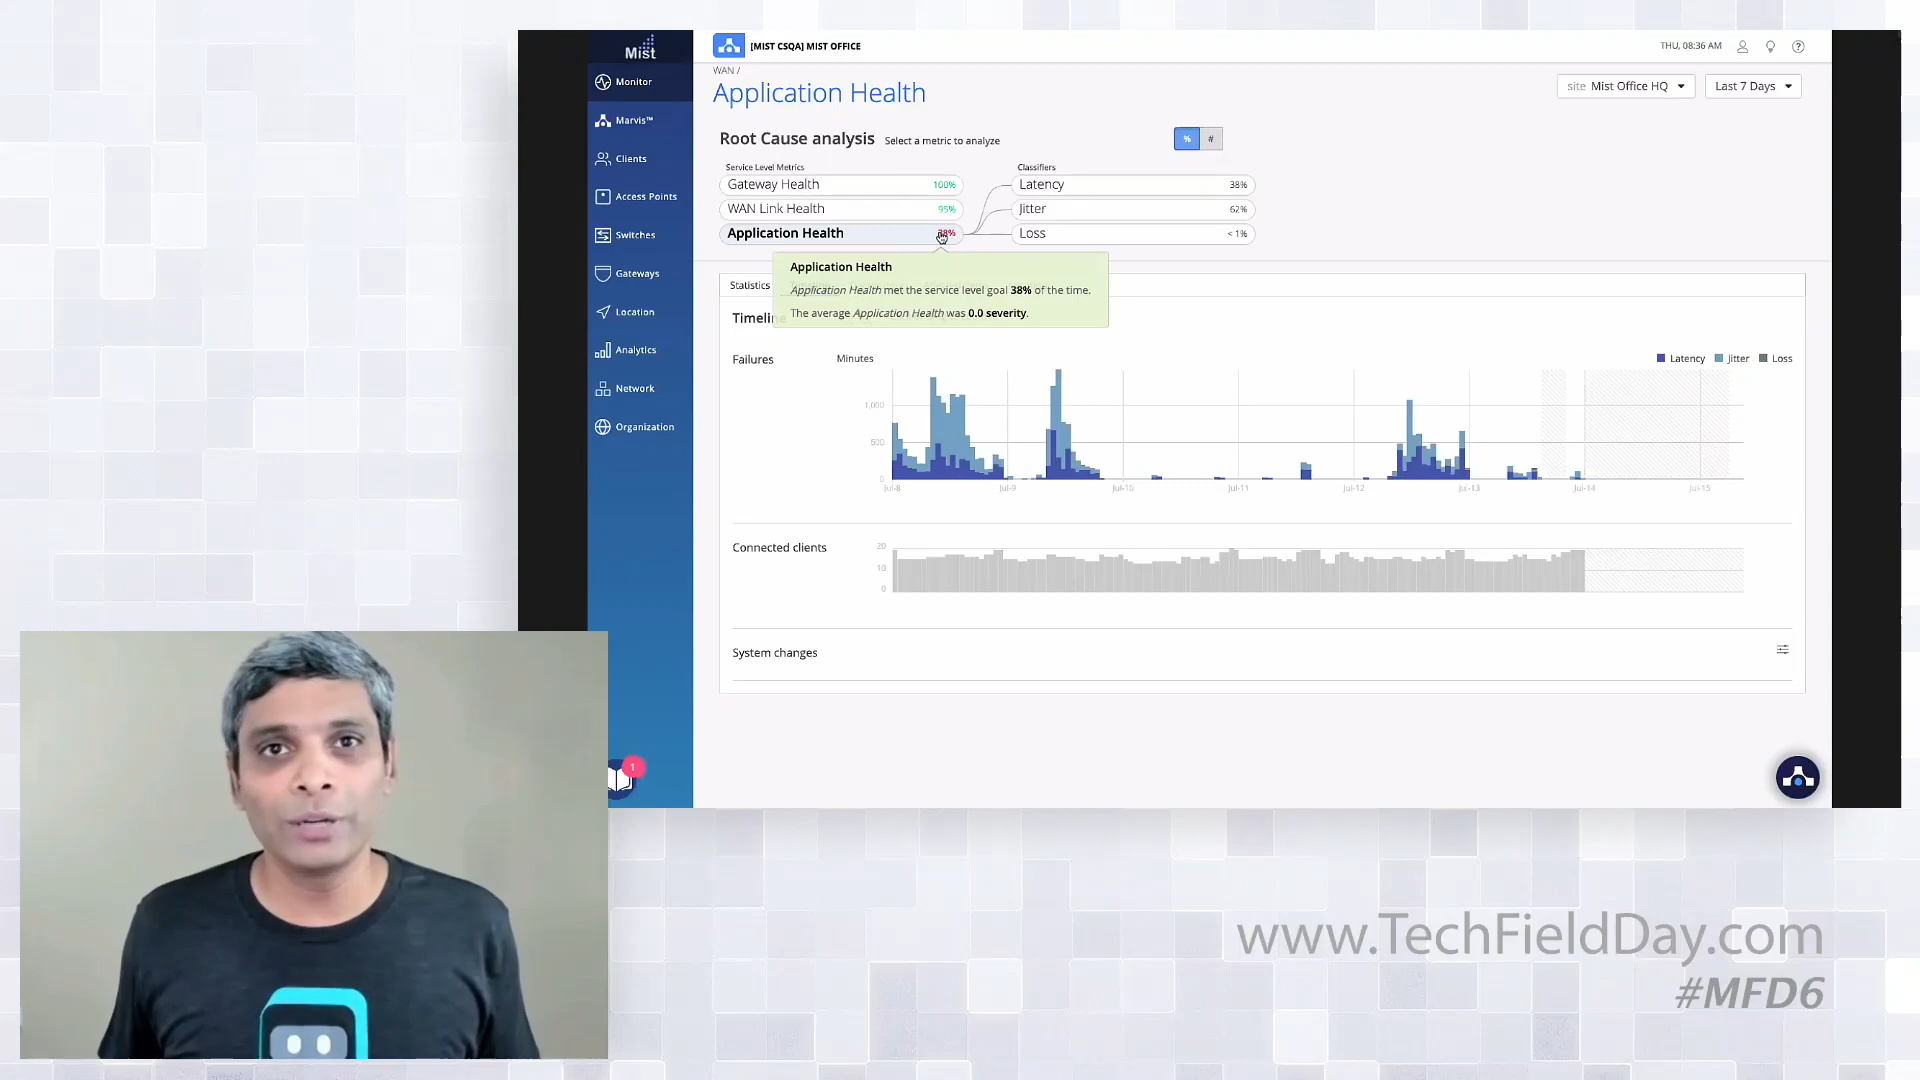 Mist
[MIST CSQA] MIST OFFICE
THU, 08:36 AM
Monitor
Marvis™
Clients
Access Points
Switches
Gateways
Location
Analytics
Network
Organization
1
WAN /
Application Health
site Mist Office HQ
Last 7 Days
Root Cause analysis Select a metric to analyze
% #
Service Level Metrics
Classifiers
Gateway Health 100%
Latency 38%
WAN Link Health 95%
Jitter 62%
Application Health 38%
Loss < 1%
Application Health
Application Health met the service level goal 38% of the time.
The average Application Health was 0.0 severity.
Statistics
Timeline
Failures
Minutes
Latency Jitter Loss
1,000
500
0
Jul-8 Jul-9 Jul-10 Jul-11 Jul-12 Jul-13 Jul-14 Jul-15
Connected clients
20
10
0
System changes
www.TechFieldDay.com
#MFD6